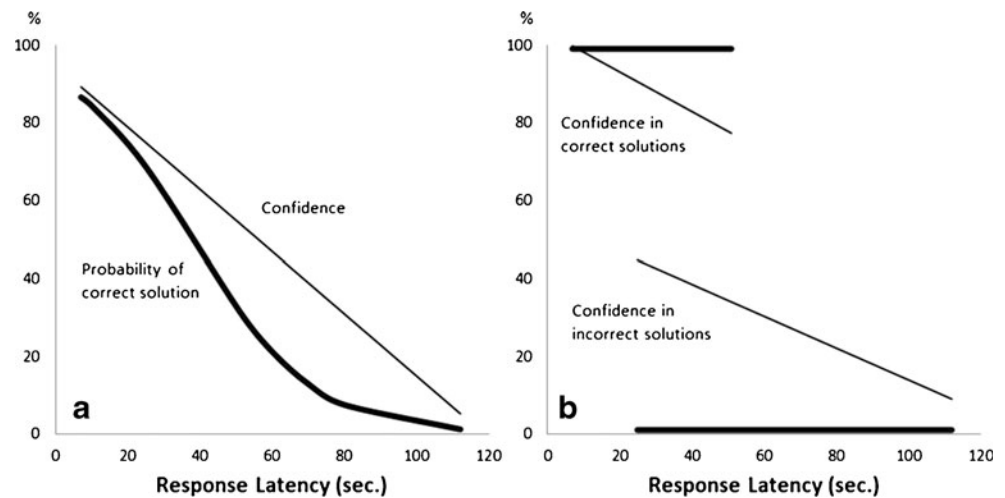 %
100
80
60
40
20
0
Confidence
Probability of
correct solution
a
0 20 40 60 80 100 120
Response Latency (sec.)
%
100
80
60
40
20
0
Confidence in
correct solutions
Confidence in
incorrect solutions
b
0 20 40 60 80 100 120
Response Latency (sec.)